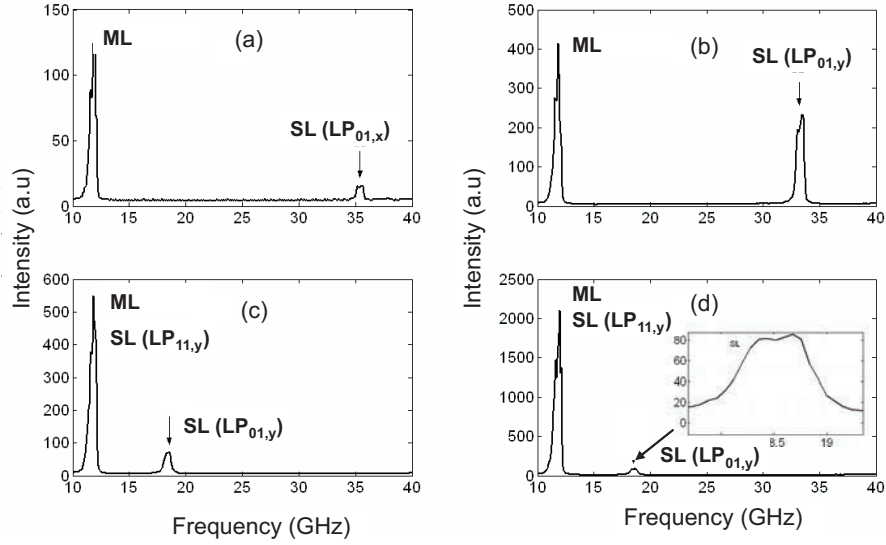 150
100
50
0
10 15 20 25 30 35 40
ML
(a)
SL (LP01,x)
500
400
300
200
100
0
10 15 20 25 30 35 40
ML
(b)
SL (LP01,y)
Intensity (a.u)
Intensity (a.u)
600
500
400
300
200
100
0
10 15 20 25 30 35 40
ML
SL (LP11,y)
(c)
SL (LP01,y)
Frequency (GHz)
2500
2000
1500
1000
500
0
10 15 20 25 30 35 40
ML
SL (LP11,y)
(d)
80
60
40
20
0
SL
8.5 19
SL (LP01,y)
Frequency (GHz)